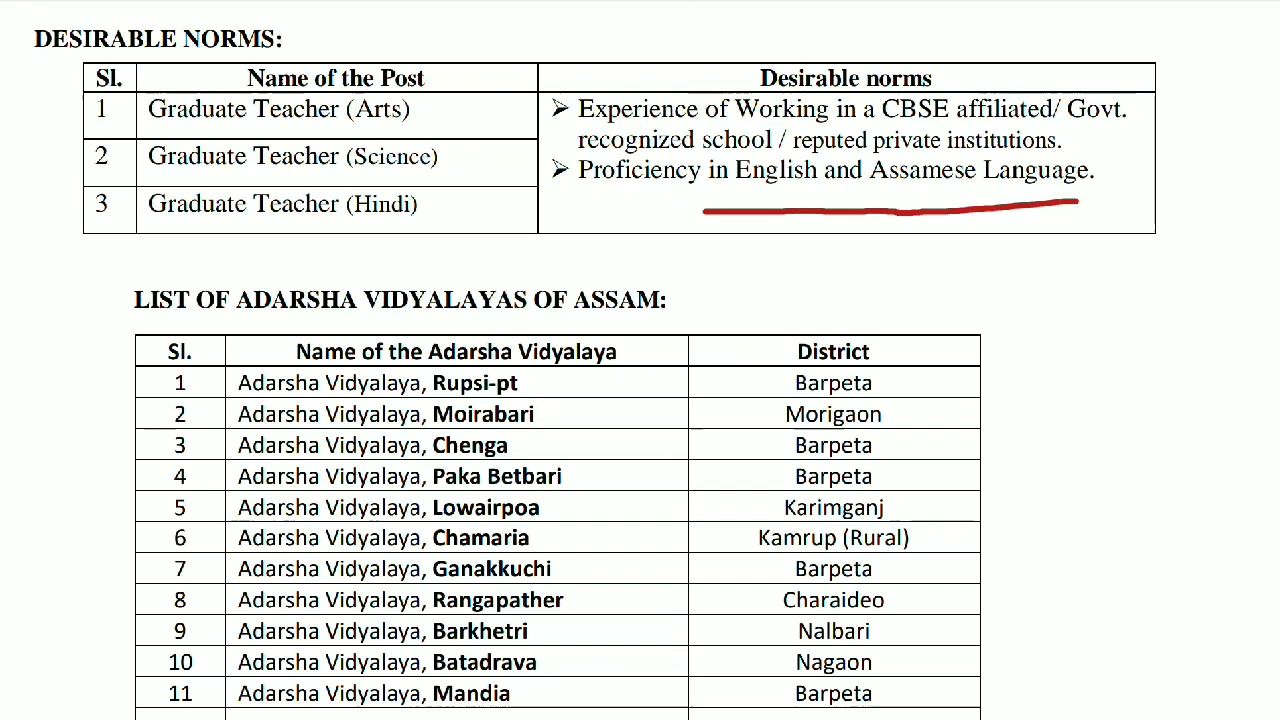 DESIRABLE NORMS:
Sl. Name of the Post Desirable norms
1 Graduate Teacher (Arts)
2 Graduate Teacher (Science)
3 Graduate Teacher (Hindi)
➢ Experience of Working in a CBSE affiliated/ Govt.
recognized school / reputed private institutions.
➢ Proficiency in English and Assamese Language.
LIST OF ADARSHA VIDYALAYAS OF ASSAM:
Sl. Name of the Adarsha Vidyalaya District
1 Adarsha Vidyalaya, Rupsi-pt Barpeta
2 Adarsha Vidyalaya, Moirabari Morigaon
3 Adarsha Vidyalaya, Chenga Barpeta
4 Adarsha Vidyalaya, Paka Betbari Barpeta
5 Adarsha Vidyalaya, Lowairpoa Karimganj
6 Adarsha Vidyalaya, Chamaria Kamrup (Rural)
7 Adarsha Vidyalaya, Ganakkuchi Barpeta
8 Adarsha Vidyalaya, Rangapather Charaideo
9 Adarsha Vidyalaya, Barkhetri Nalbari
10 Adarsha Vidyalaya, Batadrava Nagaon
11 Adarsha Vidyalaya, Mandia Barpeta